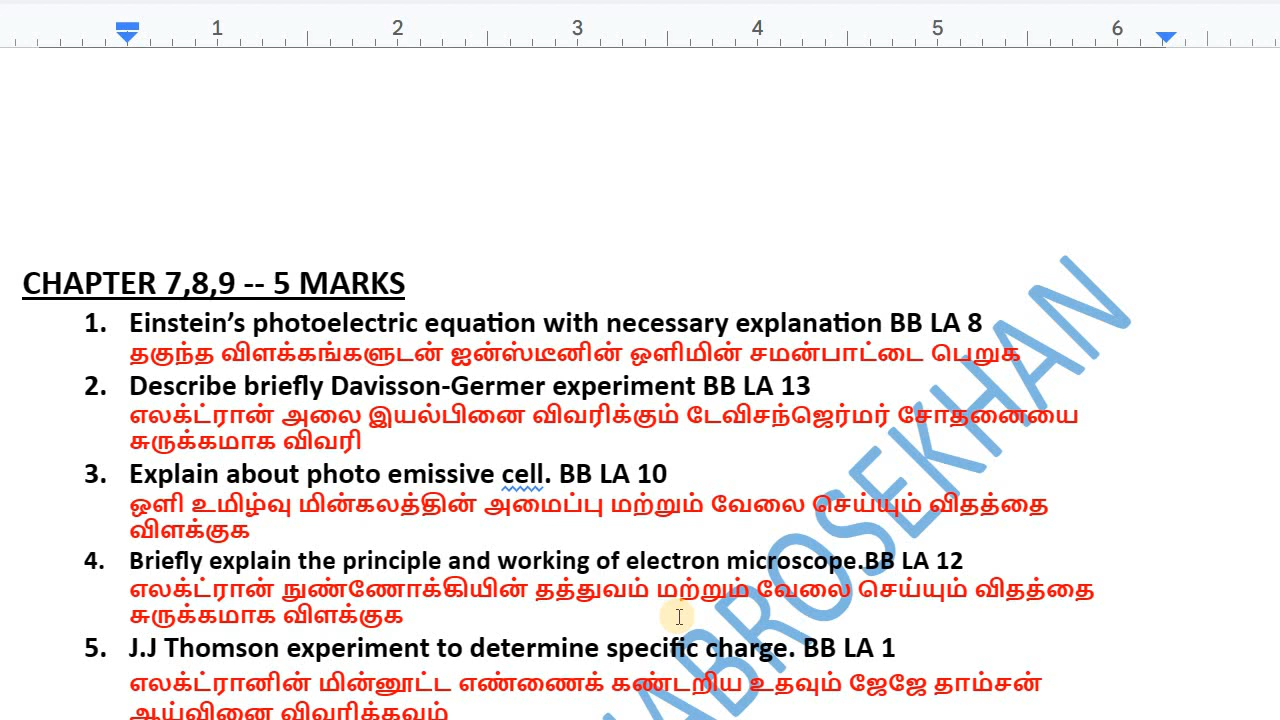 1 2 3 4 5 6
CHAPTER 7,8,9 -- 5 MARKS
1. Einstein’s photoelectric equation with necessary explanation BB LA 8
தகுந்த விளக்கங்களுடன் ஐன்ஸ்டீனின் ஒளிமின் சமன்பாட்டை பெறுக
2. Describe briefly Davisson-Germer experiment BB LA 13
எலக்ட்ரான் அலை இயல்பினை விவரிக்கும் டேவிசந்ஜெர்மர் சோதனையை
சுருக்கமாக விவரி
3. Explain about photo emissive cell. BB LA 10
ஒளி உமிழ்வு மின்கலத்தின் அமைப்பு மற்றும் வேலை செய்யும் விதத்தை
விளக்குக
4. Briefly explain the principle and working of electron microscope.BB LA 12
எலக்ட்ரான் நுண்ணோக்கியின் தத்துவம் மற்றும் வேலை செய்யும் விதத்தை
சுருக்கமாக விளக்குக
5. J.J Thomson experiment to determine specific charge. BB LA 1
எலக்ட்ரானின் மின்னூட்ட எண்ணைக் கண்டறிய உதவும் ஜேஜே தாம்சன்
ஆய்வினை விவரிக்கவும்
ABROSEKHAN